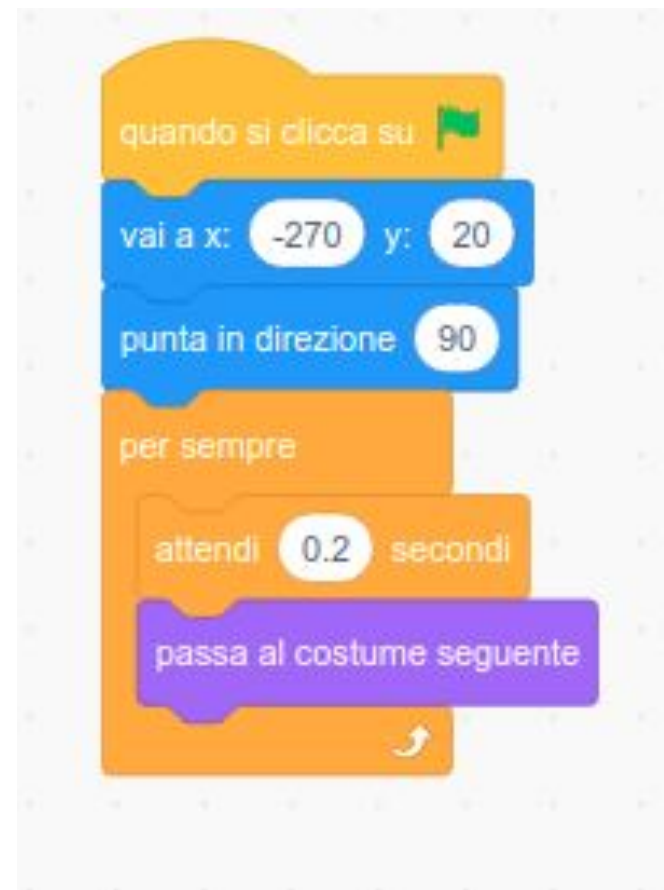 quando si clicca su
vai a x: -270 y: 20
punta in direzione 90
per sempre
attendi 0.2 secondi
passa al costume seguente